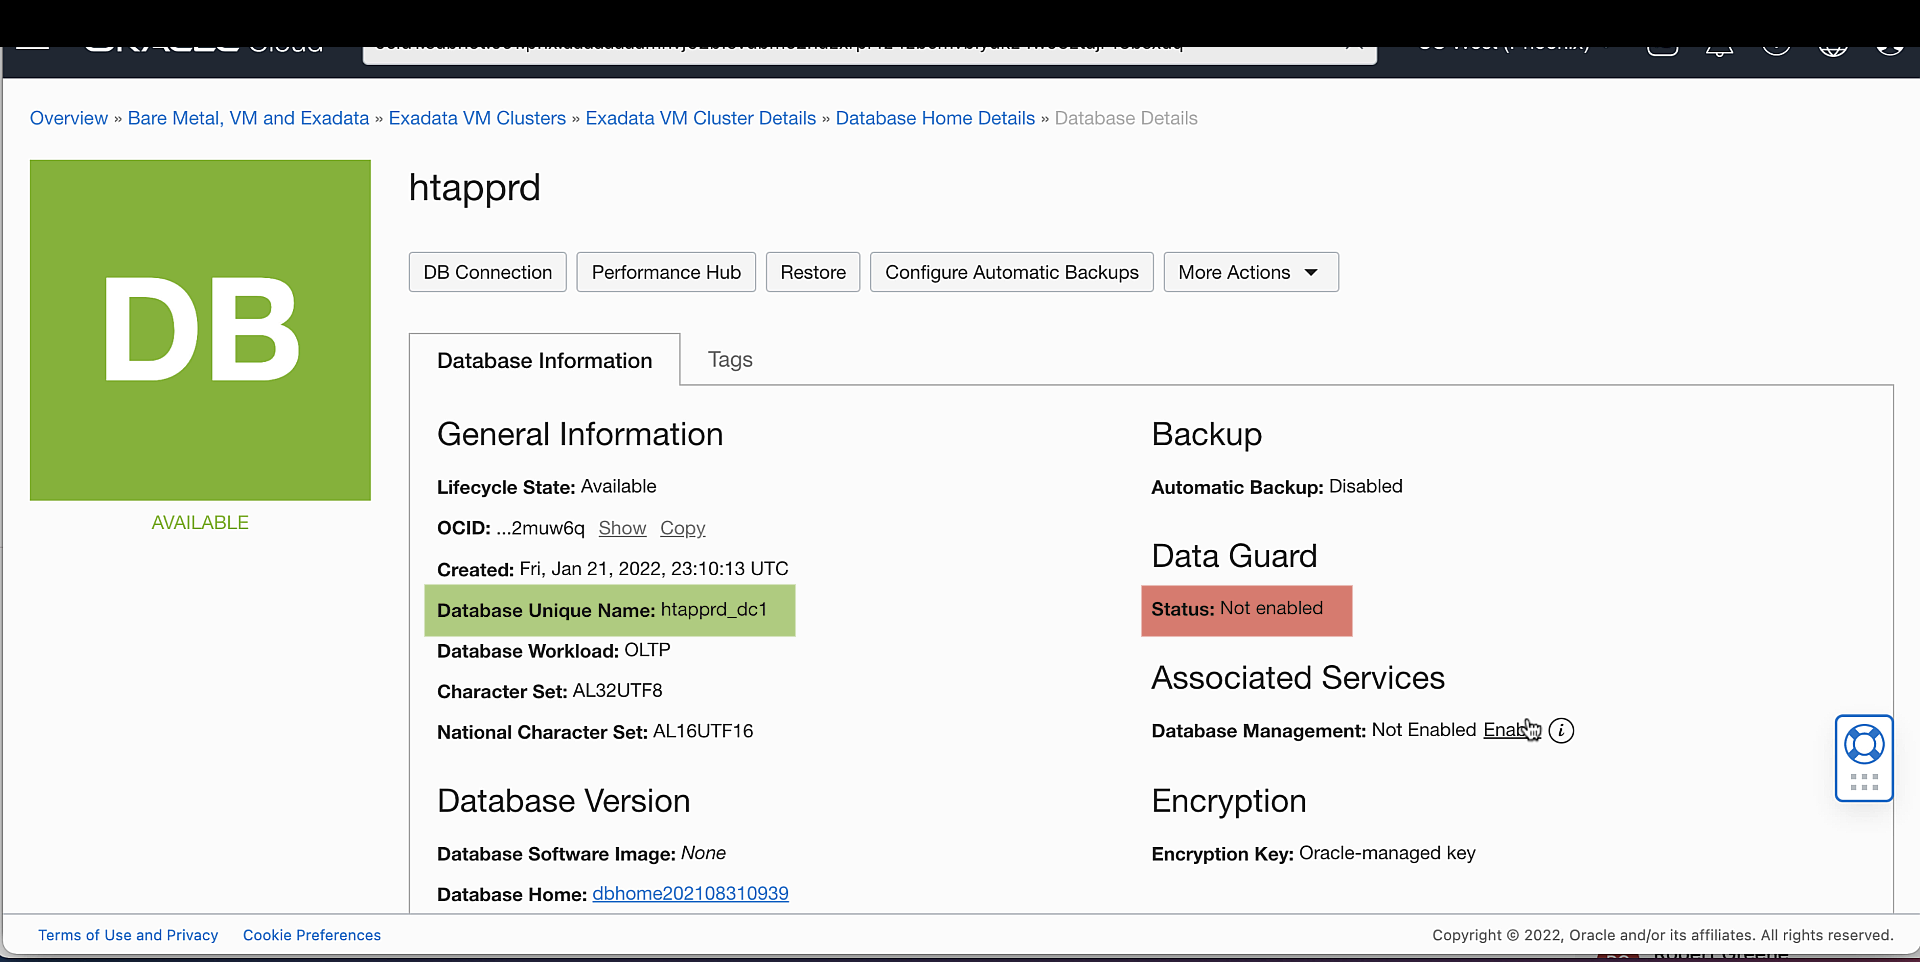 Cloud
Overview » Bare Metal, VM and Exadata » Exadata VM Clusters » Exadata VM Cluster Details » Database Home Details » Database Details
DB
AVAILABLE
htapprd
DB Connection Performance Hub Restore Configure Automatic Backups More Actions
Database Information Tags
General Information
Lifecycle State: Available
OCID: ...2muw6q Show Copy
Created: Fri, Jan 21, 2022, 23:10:13 UTC
Database Unique Name: htapprd_dc1
Database Workload: OLTP
Character Set: AL32UTF8
National Character Set: AL16UTF16
Database Version
Database Software Image: None
Database Home: dbhome202108310939
Backup
Automatic Backup: Disabled
Data Guard
Status: Not enabled
Associated Services
Database Management: Not Enabled
Encryption
Encryption Key: Oracle-managed key
Terms of Use and Privacy Cookie Preferences
Copyright © 2022, Oracle and/or its affiliates. All rights reserved.